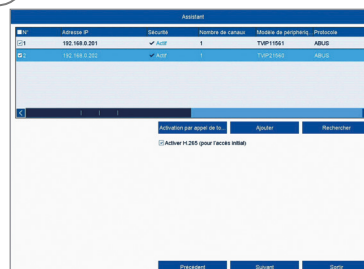 Assistant
N° Adresse IP Sécurité Nombre de canaux Modèle de périphériq... Protocole
1 192.168.0.201 Actif 1 TVIP11561 ABUS
2 192.168.0.202 Actif 1 TVIP21560 ABUS
Activation par appel de to... Ajouter Rechercher
Activer H.265 (pour l'accès initial)
Précédent Suivant Sortir